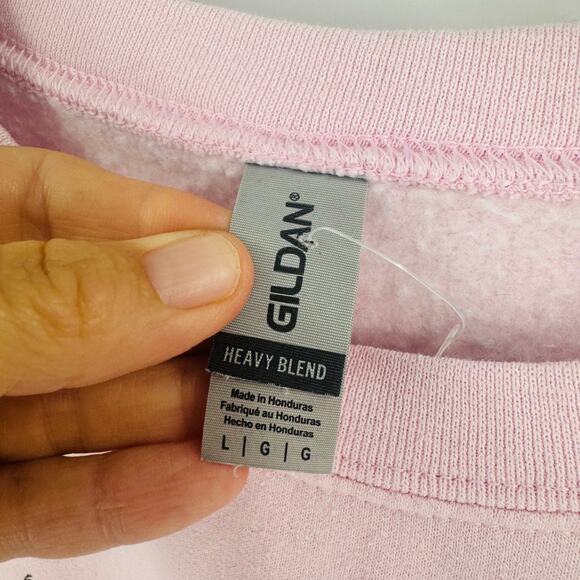 GILDAN®
HEAVY BLEND
Made in Honduras
Fabriqué au Honduras
Hecho en Honduras
L | G | G